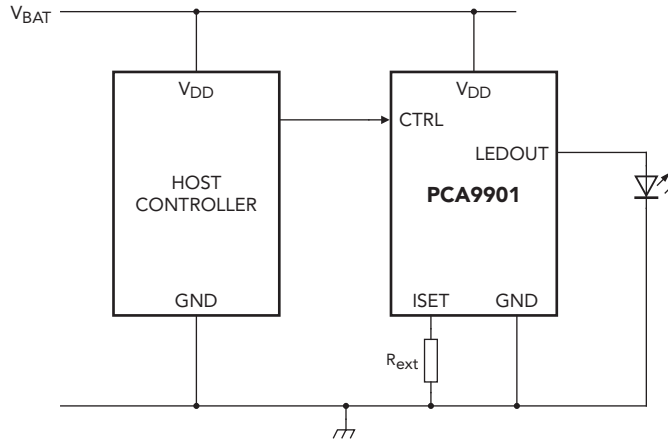 VBAT
VDD
VDD
CTRL
LEDOUT
HOST
CONTROLLER
PCA9901
GND
ISET
GND
Rext